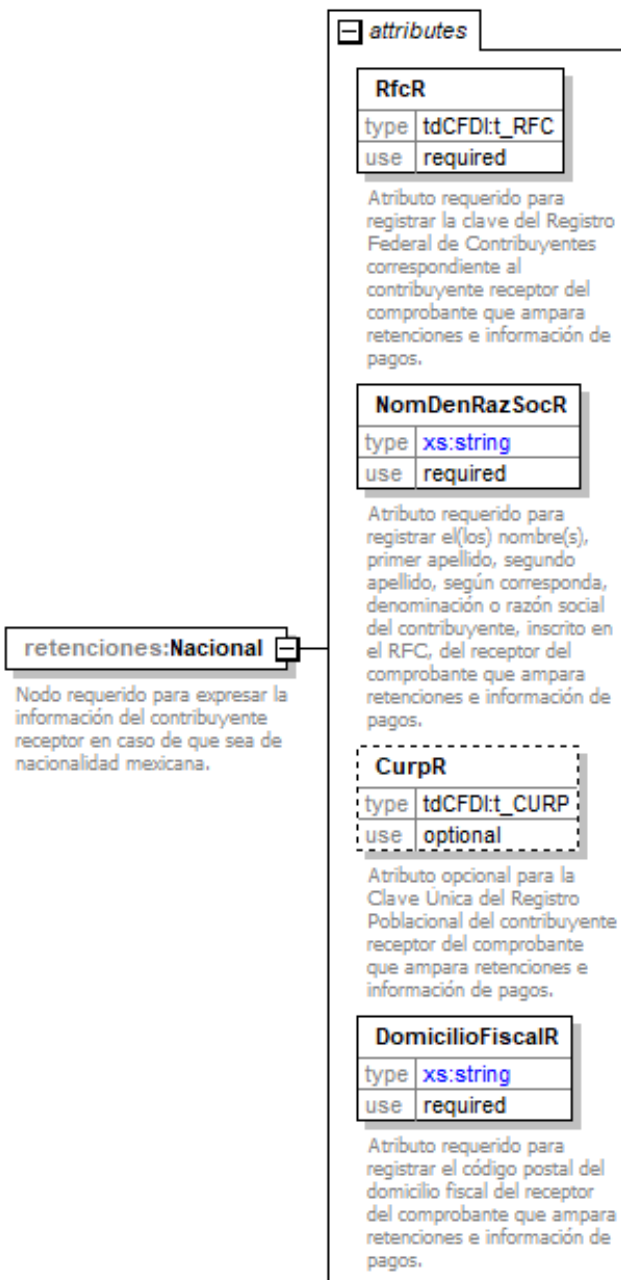 attributes
RfcR
type tdCFDI:t_RFC
use required
Atributo requerido para
registrar la clave del Registro
Federal de Contribuyentes
correspondiente al
contribuyente receptor del
comprobante que ampara
retenciones e información de
pagos.
NomDenRazSocR
type xs:string
use required
Atributo requerido para
registrar el(los) nombre(s),
primer apellido, segundo
apellido, según corresponda,
denominación o razón social
del contribuyente, inscrito en
el RFC, del receptor del
comprobante que ampara
retenciones e información de
pagos.
retenciones:Nacional
Nodo requerido para expresar la
información del contribuyente
receptor en caso de que sea de
nacionalidad mexicana.
CurpR
type tdCFDI:t_CURP
use optional
Atributo opcional para la
Clave Única del Registro
Poblacional del contribuyente
receptor del comprobante
que ampara retenciones e
información de pagos.
DomicilioFiscalR
type xs:string
use required
Atributo requerido para
registrar el código postal del
domicilio fiscal del receptor
del comprobante que ampara
retenciones e información de
pagos.